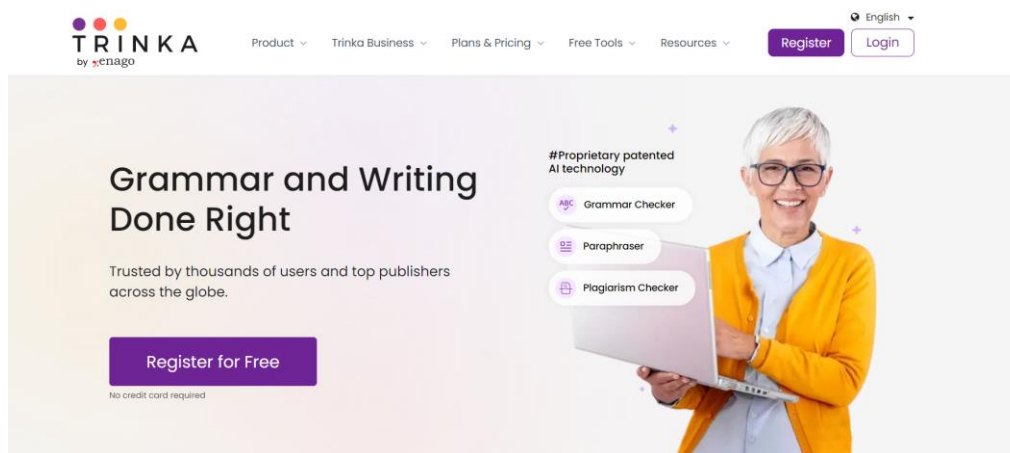 English
TRINKA
by enago
Product
Trinka Business
Plans & Pricing
Free Tools
Resources
Register
Login
Grammar and Writing
Done Right
Trusted by thousands of users and top publishers
across the globe.
Register for Free
No credit card required
#Proprietary patented
AI technology
ABC Grammar Checker
Paraphraser
Plagiarism Checker